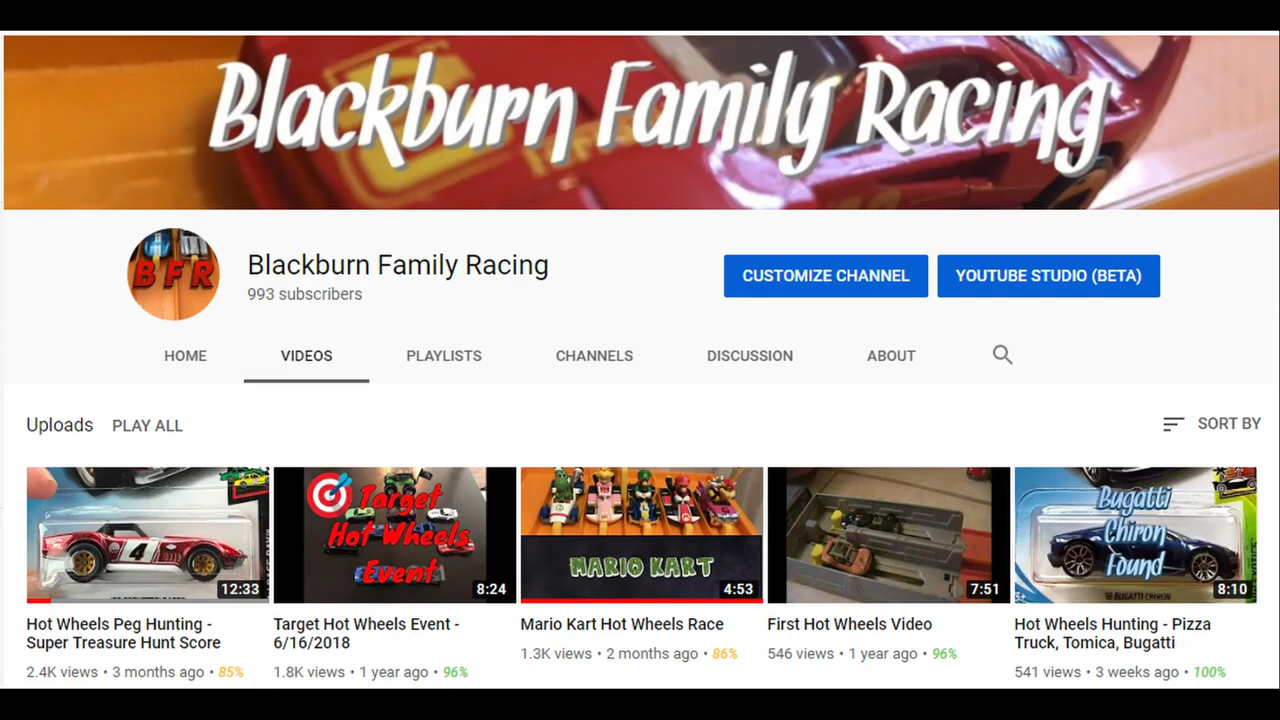 Blackburn Family Racing
BFR
Blackburn Family Racing
993 subscribers
CUSTOMIZE CHANNEL
YOUTUBE STUDIO (BETA)
HOME
VIDEOS
PLAYLISTS
CHANNELS
DISCUSSION
ABOUT
Uploads
PLAY ALL
SORT BY
4
12:33
Target
Hot Wheels
Event
8:24
MARIO KART
4:53
7:51
Bugatti
Chiron
Found
'16 BUGATTI CHIRON
8:10
Hot Wheels Peg Hunting -
Super Treasure Hunt Score
2.4K views • 3 months ago • 85%
Target Hot Wheels Event -
6/16/2018
1.8K views • 1 year ago • 96%
Mario Kart Hot Wheels Race
1.3K views • 2 months ago • 86%
First Hot Wheels Video
546 views • 1 year ago • 96%
Hot Wheels Hunting - Pizza
Truck, Tomica, Bugatti
541 views • 3 weeks ago • 100%